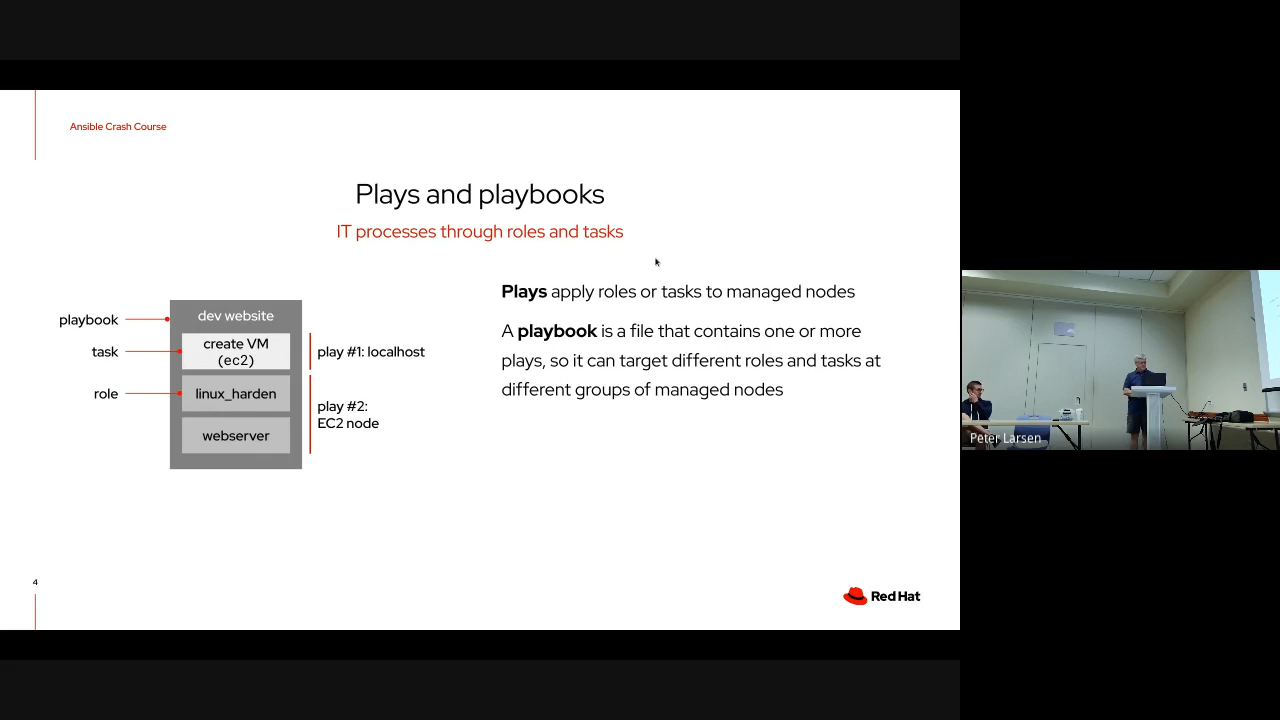 Ansible Crash Course
Plays and playbooks
IT processes through roles and tasks
playbook
task
role
dev website
create VM
(ec2)
linux_harden
webserver
play #1: localhost
play #2:
EC2 node
Plays apply roles or tasks to managed nodes
A playbook is a file that contains one or more
plays, so it can target different roles and tasks at
different groups of managed nodes
4
Red Hat
Peter Larsen